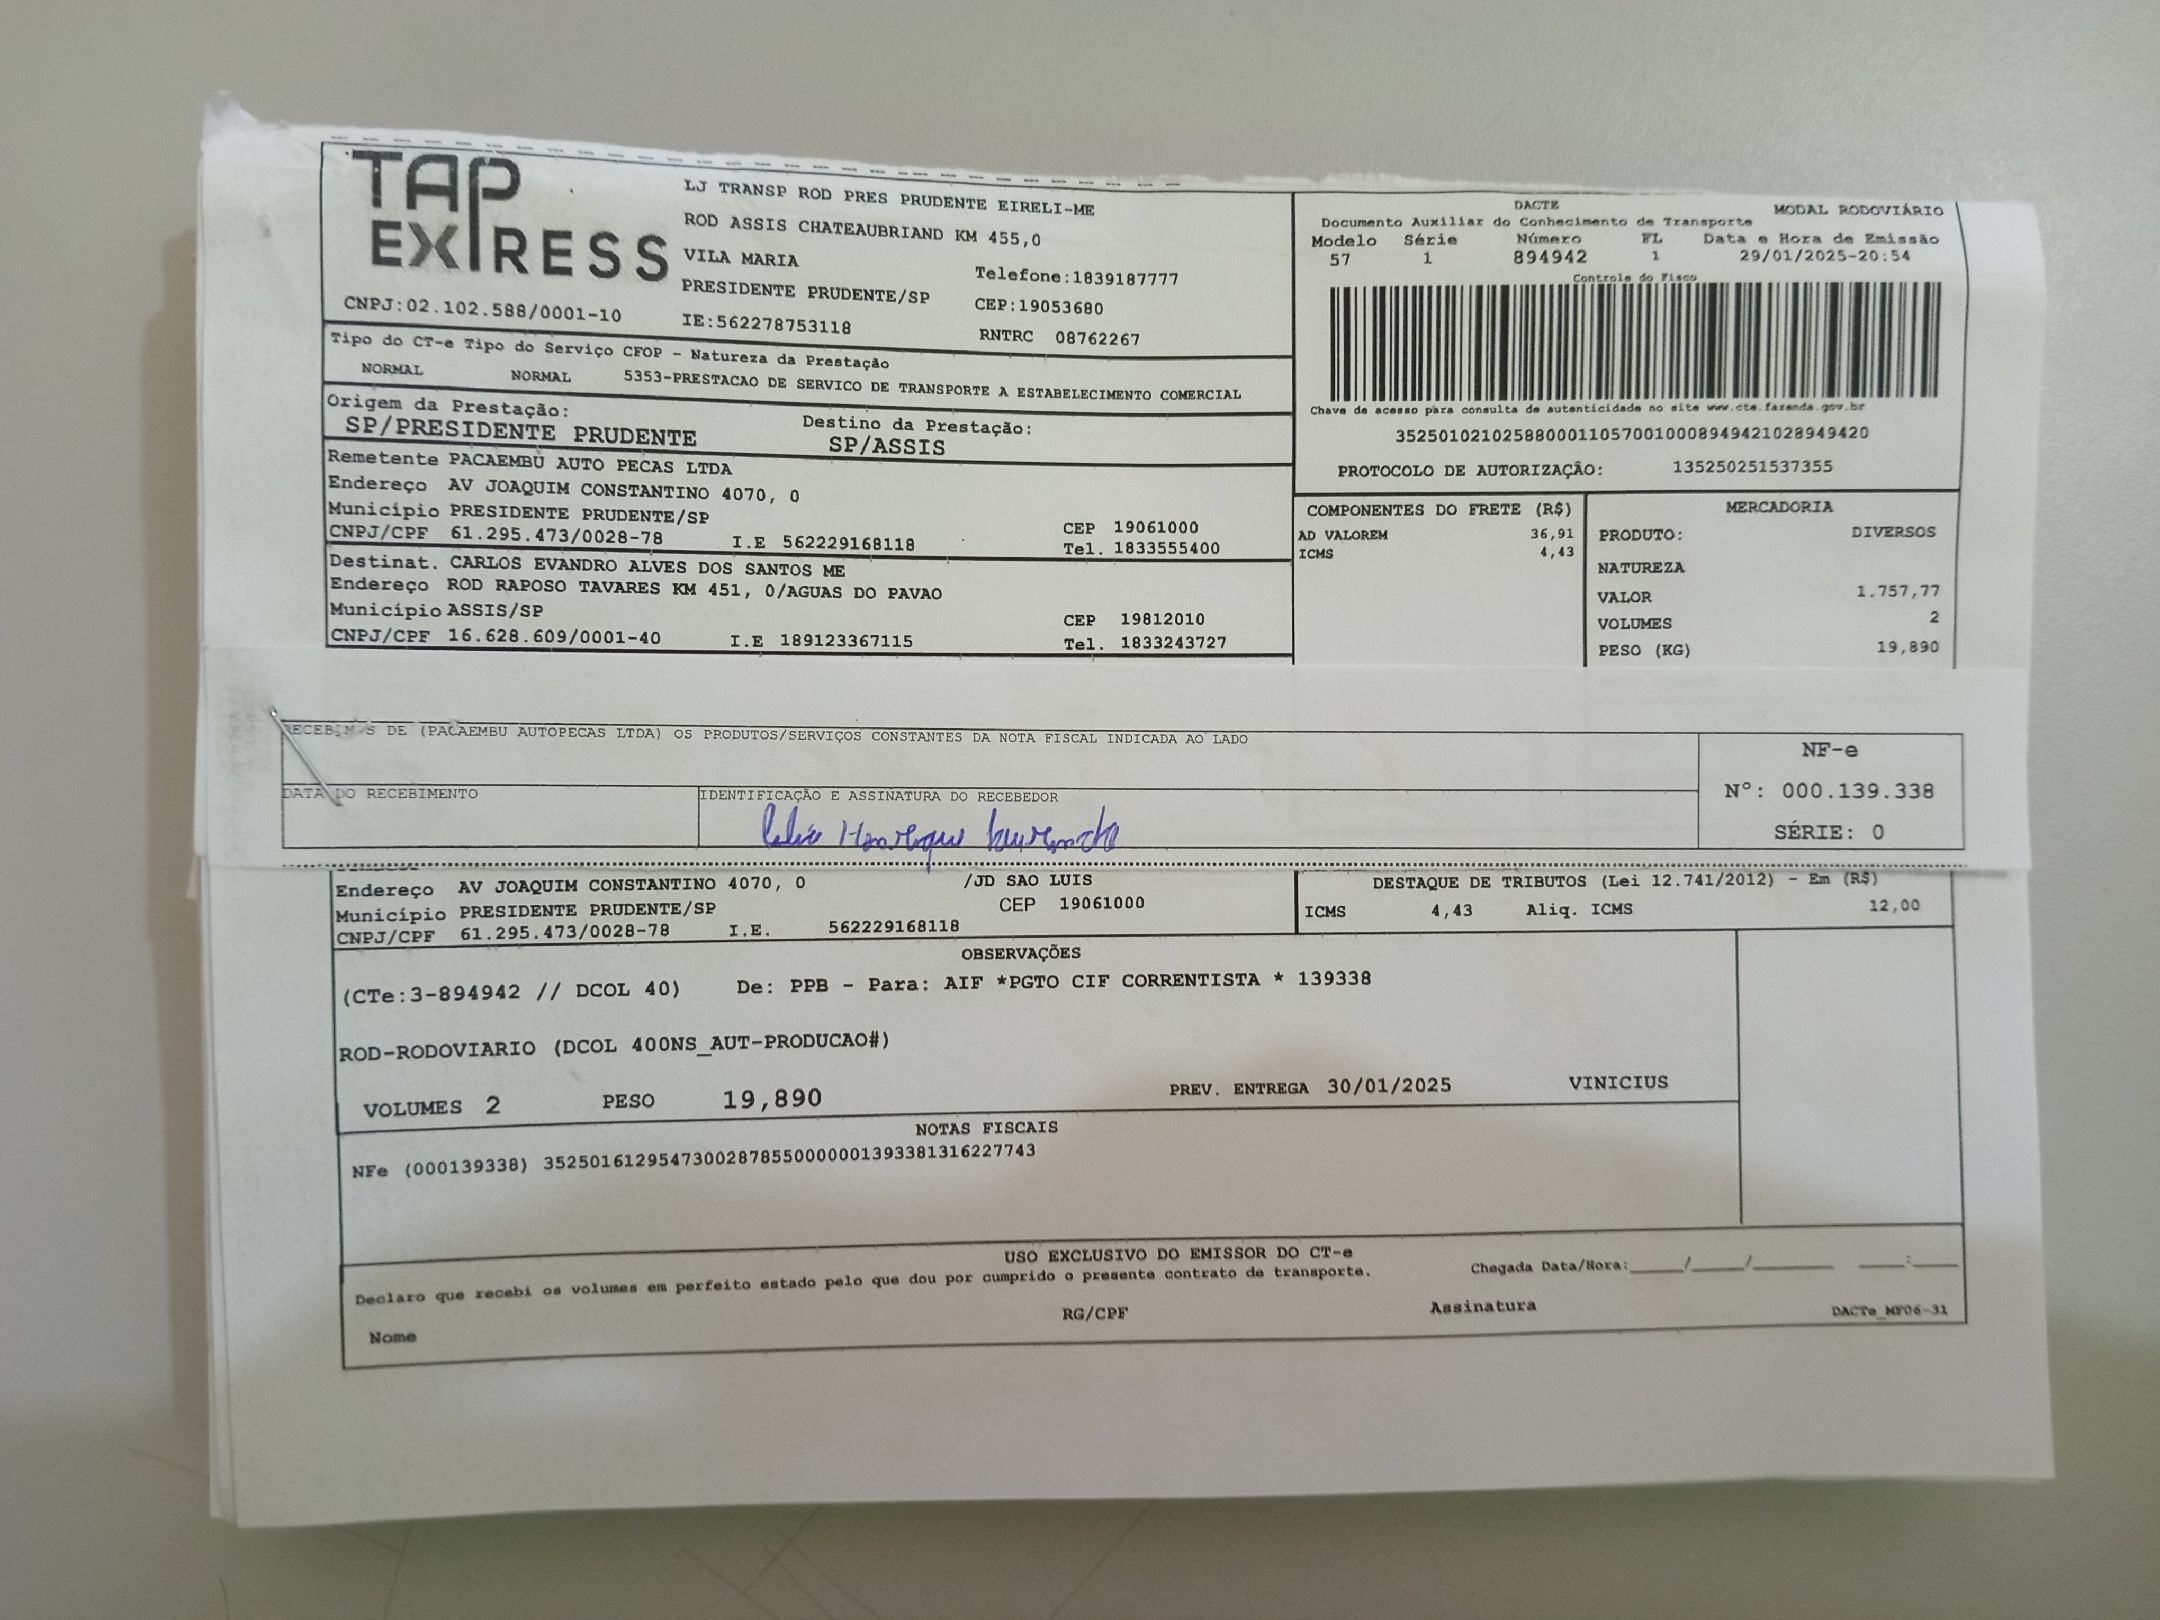 TAP
EXPRESS
LJ TRANSP ROD PRES PRUDENTE EIRELI-ME
ROD ASSIS CHATEAUBRIAND KM 455,0
VILA MARIA
Telefone:1839187777
PRESIDENTE PRUDENTE/SP
CEP:19053680
CNPJ:02.102.588/0001-10
IE:562278753118
RNTRC 08762267
DACTE
MODAL RODOVIÁRIO
Documento Auxiliar do Conhecimento de Transporte
Modelo Série Número FL Data e Hora de Emissão
57 1 894942 1 29/01/2025-20:54
Controle do Fisco
Chave de acesso para consulta de autenticidade no site www.cte.fazenda.gov.br
35250102102588000110570010008949421028949420
PROTOCOLO DE AUTORIZAÇÃO: 135250251537355
Tipo do CT-e Tipo do Serviço CFOP - Natureza da Prestação
NORMAL NORMAL 5353-PRESTACAO DE SERVICO DE TRANSPORTE A ESTABELECIMENTO COMERCIAL
Origem da Prestação: Destino da Prestação:
SP/PRESIDENTE PRUDENTE SP/ASSIS
Remetente PACAEMBU AUTO PECAS LTDA
Endereço AV JOAQUIM CONSTANTINO 4070, 0
Município PRESIDENTE PRUDENTE/SP CEP 19061000
CNPJ/CPF 61.295.473/0028-78 I.E 562229168118 Tel. 1833555400
Destinat. CARLOS EVANDRO ALVES DOS SANTOS ME
Endereço ROD RAPOSO TAVARES KM 451, 0/AGUAS DO PAVAO
Município ASSIS/SP CEP 19812010
CNPJ/CPF 16.628.609/0001-40 I.E 189123367115 Tel. 1833243727
COMPONENTES DO FRETE (R$)
AD VALOREM 36,91
ICMS 4,43
MERCADORIA
PRODUTO: DIVERSOS
NATUREZA
VALOR 1.757,77
VOLUMES 2
PESO (KG) 19,890
DE (PACAEMBU AUTOPECAS LTDA) OS PRODUTOS/SERVIÇOS CONSTANTES DA NOTA FISCAL INDICADA AO LADO
NF-e
Nº: 000.139.338
SÉRIE: 0
DATA DO RECEBIMENTO
IDENTIFICAÇÃO E ASSINATURA DO RECEBEDOR
Henrique
Endereço AV JOAQUIM CONSTANTINO 4070, 0 /JD SAO LUIS
Município PRESIDENTE PRUDENTE/SP CEP 19061000
CNPJ/CPF 61.295.473/0028-78 I.E. 562229168118
DESTAQUE DE TRIBUTOS (Lei 12.741/2012) - Em (R$)
ICMS 4,43 Aliq. ICMS 12,00
OBSERVAÇÕES
(CTe:3-894942 // DCOL 40) De: PPB - Para: AIF *PGTO CIF CORRENTISTA * 139338
ROD-RODOVIARIO (DCOL 400NS_AUT-PRODUCAO#)
VOLUMES 2 PESO 19,890 PREV. ENTREGA 30/01/2025 VINICIUS
NOTAS FISCAIS
NFe (000139338) 35250161295473002878550000001393381316227743
USO EXCLUSIVO DO EMISSOR DO CT-e
Declaro que recebi os volumes em perfeito estado pelo que dou por cumprido o presente contrato de transporte.
Chegada Data/Hora:_____/_____/________ ____:____
Nome RG/CPF Assinatura DACTe_MF06-31